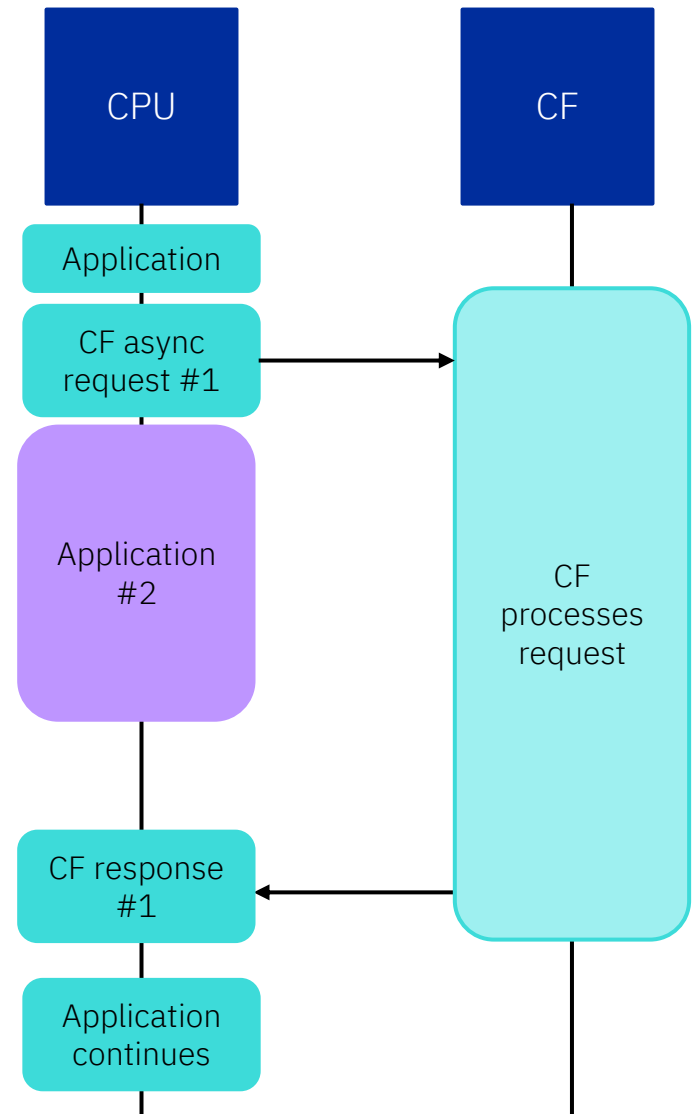 CPU
CF
Application
CF async
request #1
Application
#2
CF
processes
request
CF response
#1
Application
continues